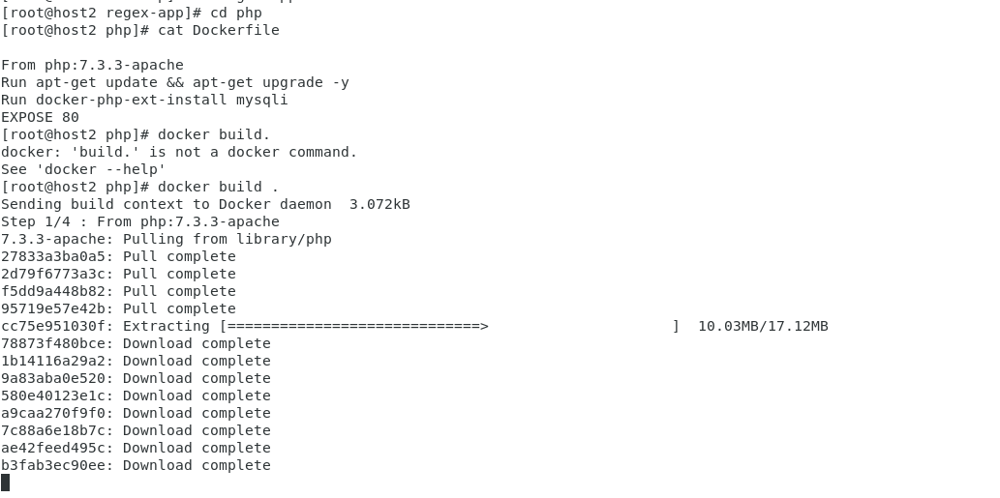 [root@host2 regex-app]# cd php
[root@host2 php]# cat Dockerfile
From php:7.3.3-apache
Run apt-get update && apt-get upgrade -y
Run docker-php-ext-install mysqli
EXPOSE 80
[root@host2 php]# docker build.
docker: 'build.' is not a docker command.
See 'docker --help'
[root@host2 php]# docker build .
Sending build context to Docker daemon  3.072kB
Step 1/4 : From php:7.3.3-apache
7.3.3-apache: Pulling from library/php
27833a3ba0a5: Pull complete
2d79f6773a3c: Pull complete
f5dd9a448b82: Pull complete
95719e57e42b: Pull complete
cc75e951030f: Extracting [=============================>                     ]  10.03MB/17.12MB
78873f480bce: Download complete
1b14116a29a2: Download complete
9a83aba0e520: Download complete
580e40123e1c: Download complete
a9caa270f9f0: Download complete
7c88a6e18b7c: Download complete
ae42feed495c: Download complete
b3fab3ec90ee: Download complete